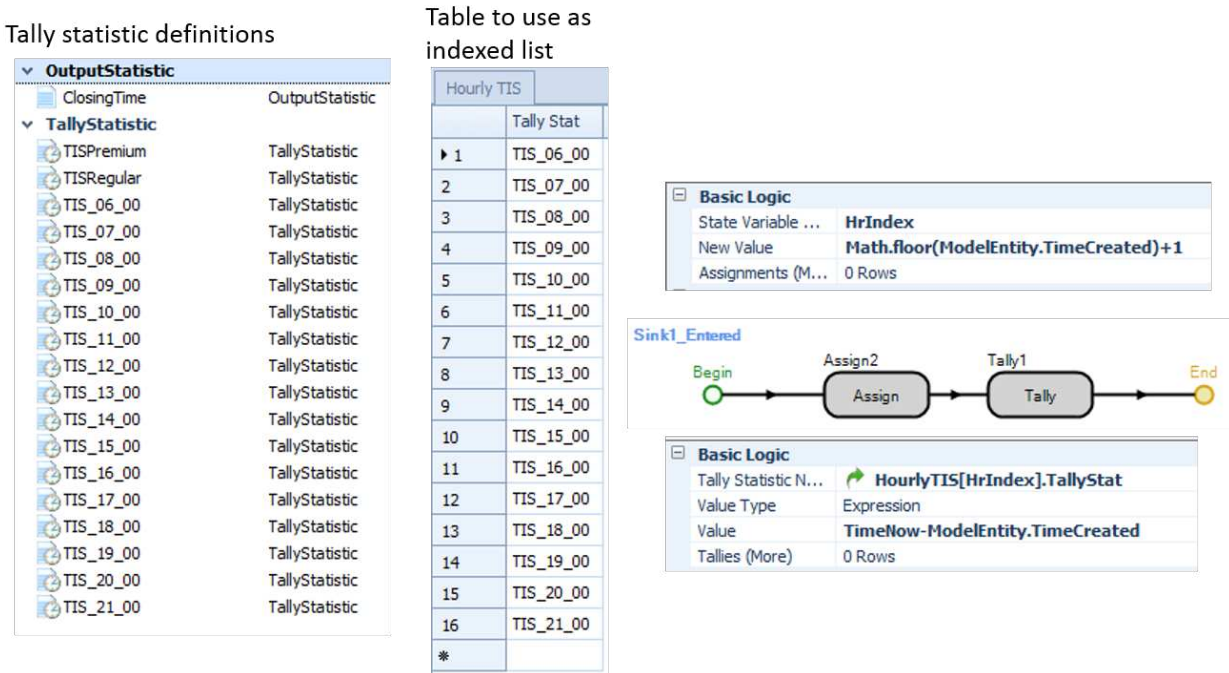 Tally statistic definitions
OutputStatistic
ClosingTime OutputStatistic
TallyStatistic
TISPremium TallyStatistic
TISRegular TallyStatistic
TIS_06_00 TallyStatistic
TIS_07_00 TallyStatistic
TIS_08_00 TallyStatistic
TIS_09_00 TallyStatistic
TIS_10_00 TallyStatistic
TIS_11_00 TallyStatistic
TIS_12_00 TallyStatistic
TIS_13_00 TallyStatistic
TIS_14_00 TallyStatistic
TIS_15_00 TallyStatistic
TIS_16_00 TallyStatistic
TIS_17_00 TallyStatistic
TIS_18_00 TallyStatistic
TIS_19_00 TallyStatistic
TIS_20_00 TallyStatistic
TIS_21_00 TallyStatistic
Table to use as
indexed list
Hourly TIS
Tally Stat
1 TIS_06_00
2 TIS_07_00
3 TIS_08_00
4 TIS_09_00
5 TIS_10_00
6 TIS_11_00
7 TIS_12_00
8 TIS_13_00
9 TIS_14_00
10 TIS_15_00
11 TIS_16_00
12 TIS_17_00
13 TIS_18_00
14 TIS_19_00
15 TIS_20_00
16 TIS_21_00
Basic Logic
State Variable ... HrIndex
New Value Math.floor(ModelEntity.TimeCreated)+1
Assignments (M... 0 Rows
Sink1_Entered
Begin
Assign2
Assign
Tally1
Tally
End
Basic Logic
Tally Statistic N... HourlyTIS[HrIndex].TallyStat
Value Type Expression
Value TimeNow-ModelEntity.TimeCreated
Tallies (More) 0 Rows